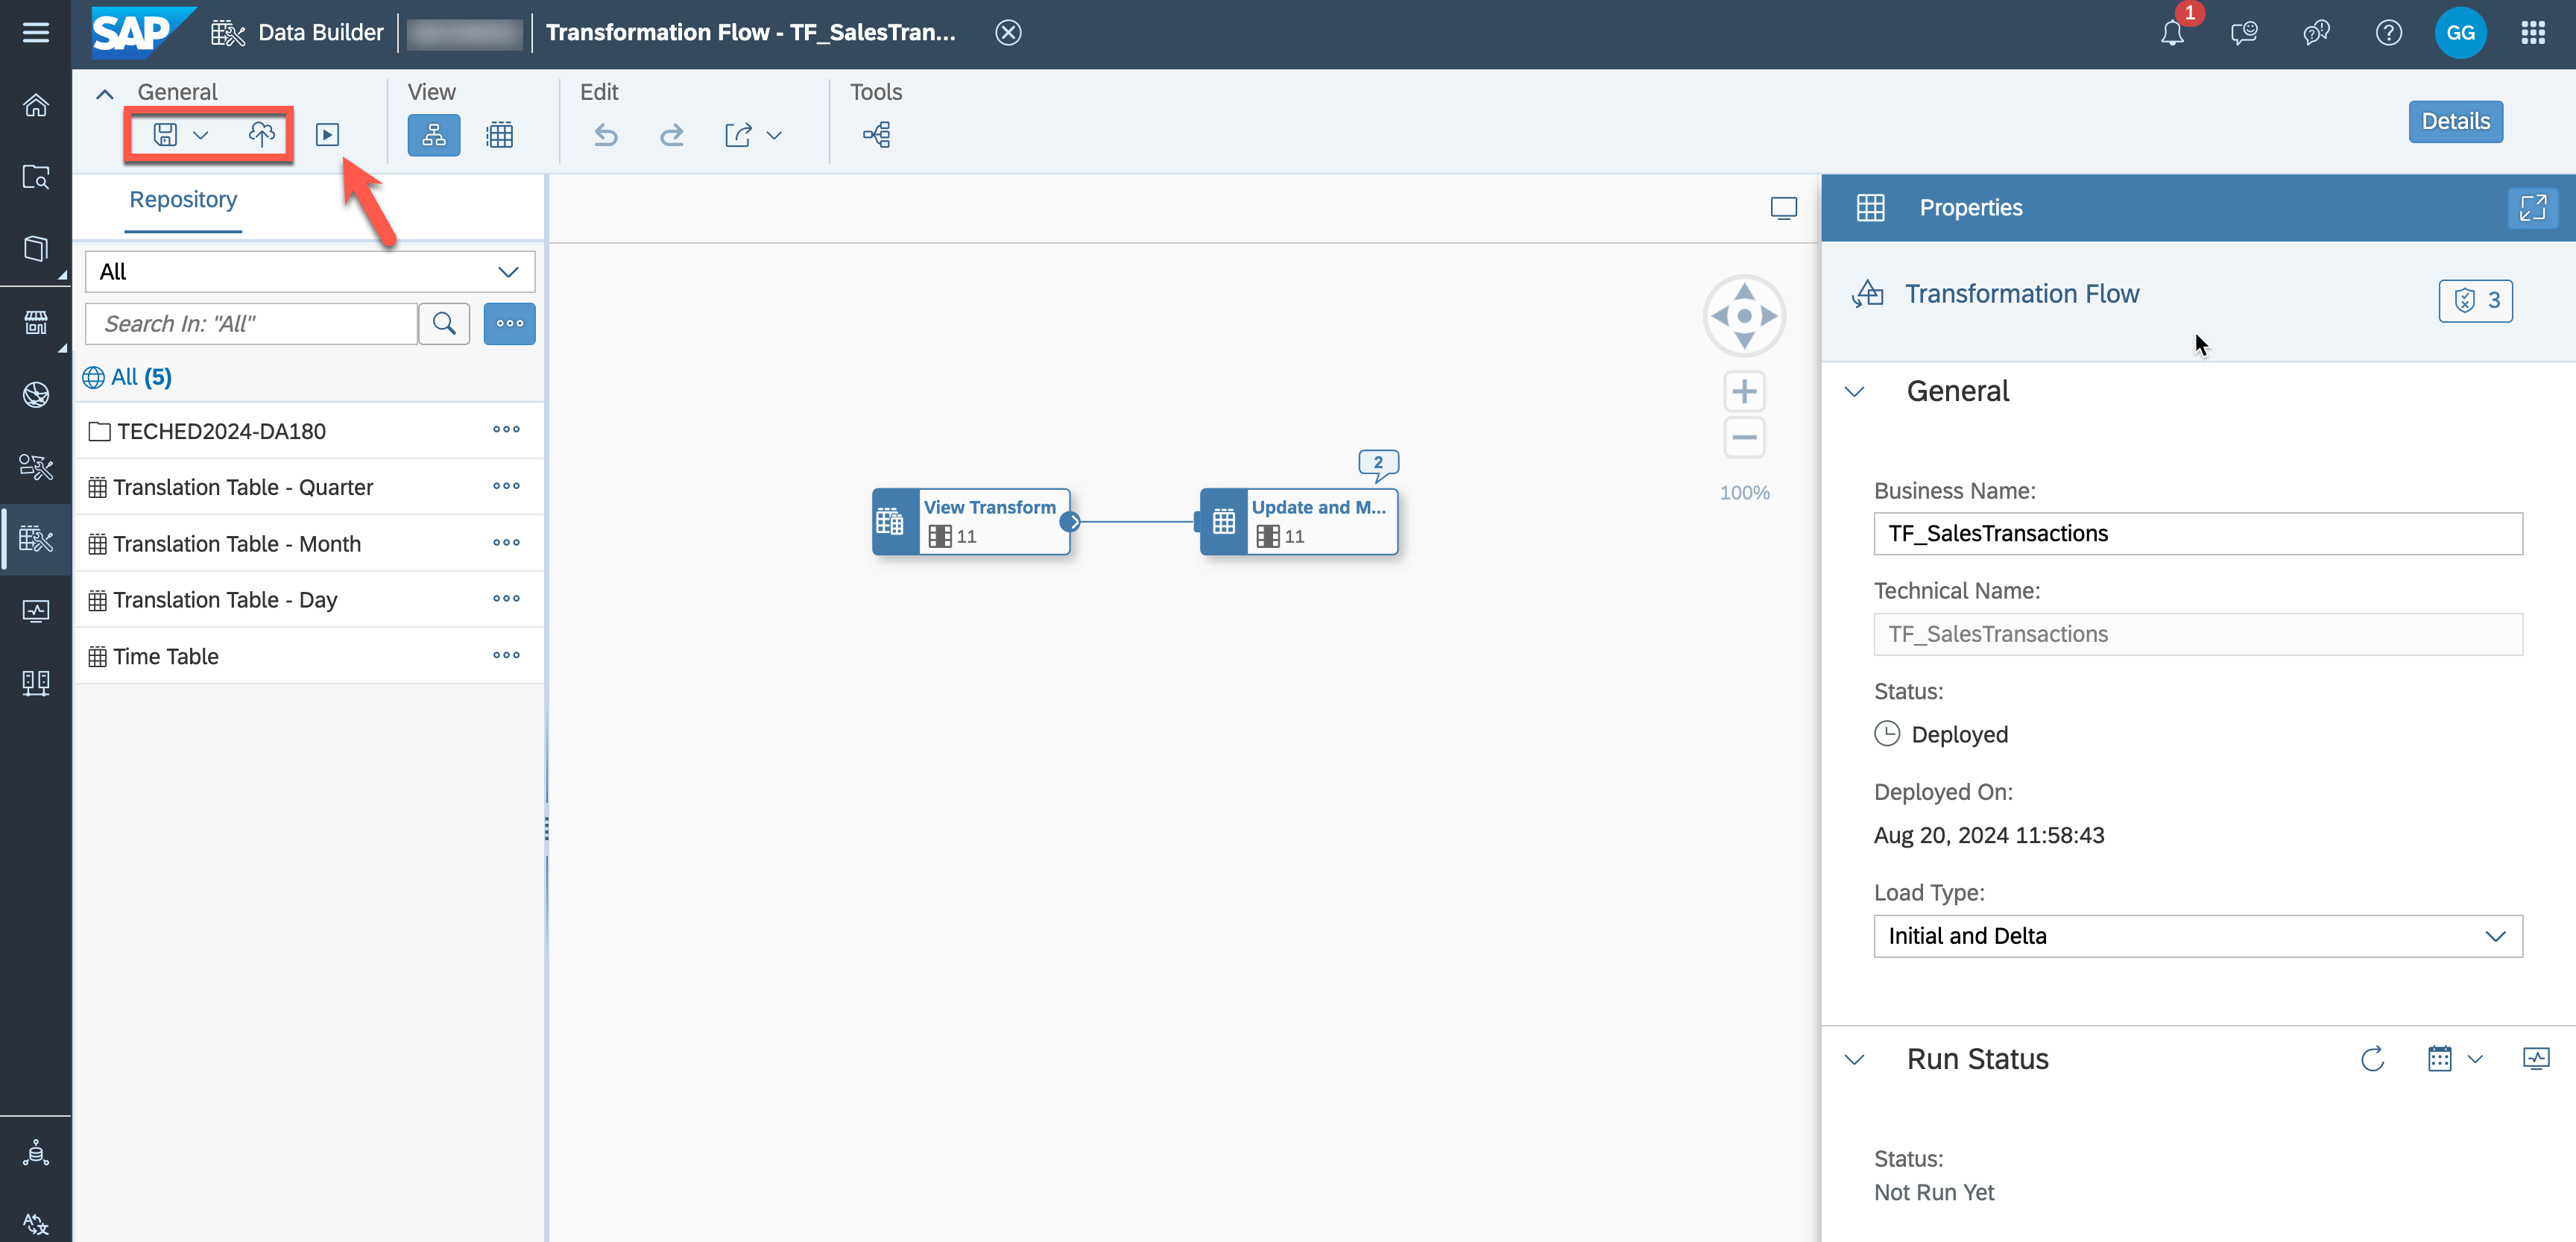 SAP
Data Builder
Transformation Flow - TF_SalesTran...
1
GG
General
View
Edit
Tools
Details
Repository
All
Search In: "All"
All (5)
TECHED2024-DA180
Translation Table - Quarter
Translation Table - Month
Translation Table - Day
Time Table
View Transform
11
2
Update and M...
11
100%
Properties
Transformation Flow
3
General
Business Name:
TF_SalesTransactions
Technical Name:
TF_SalesTransactions
Status:
Deployed
Deployed On:
Aug 20, 2024 11:58:43
Load Type:
Initial and Delta
Run Status
Status:
Not Run Yet